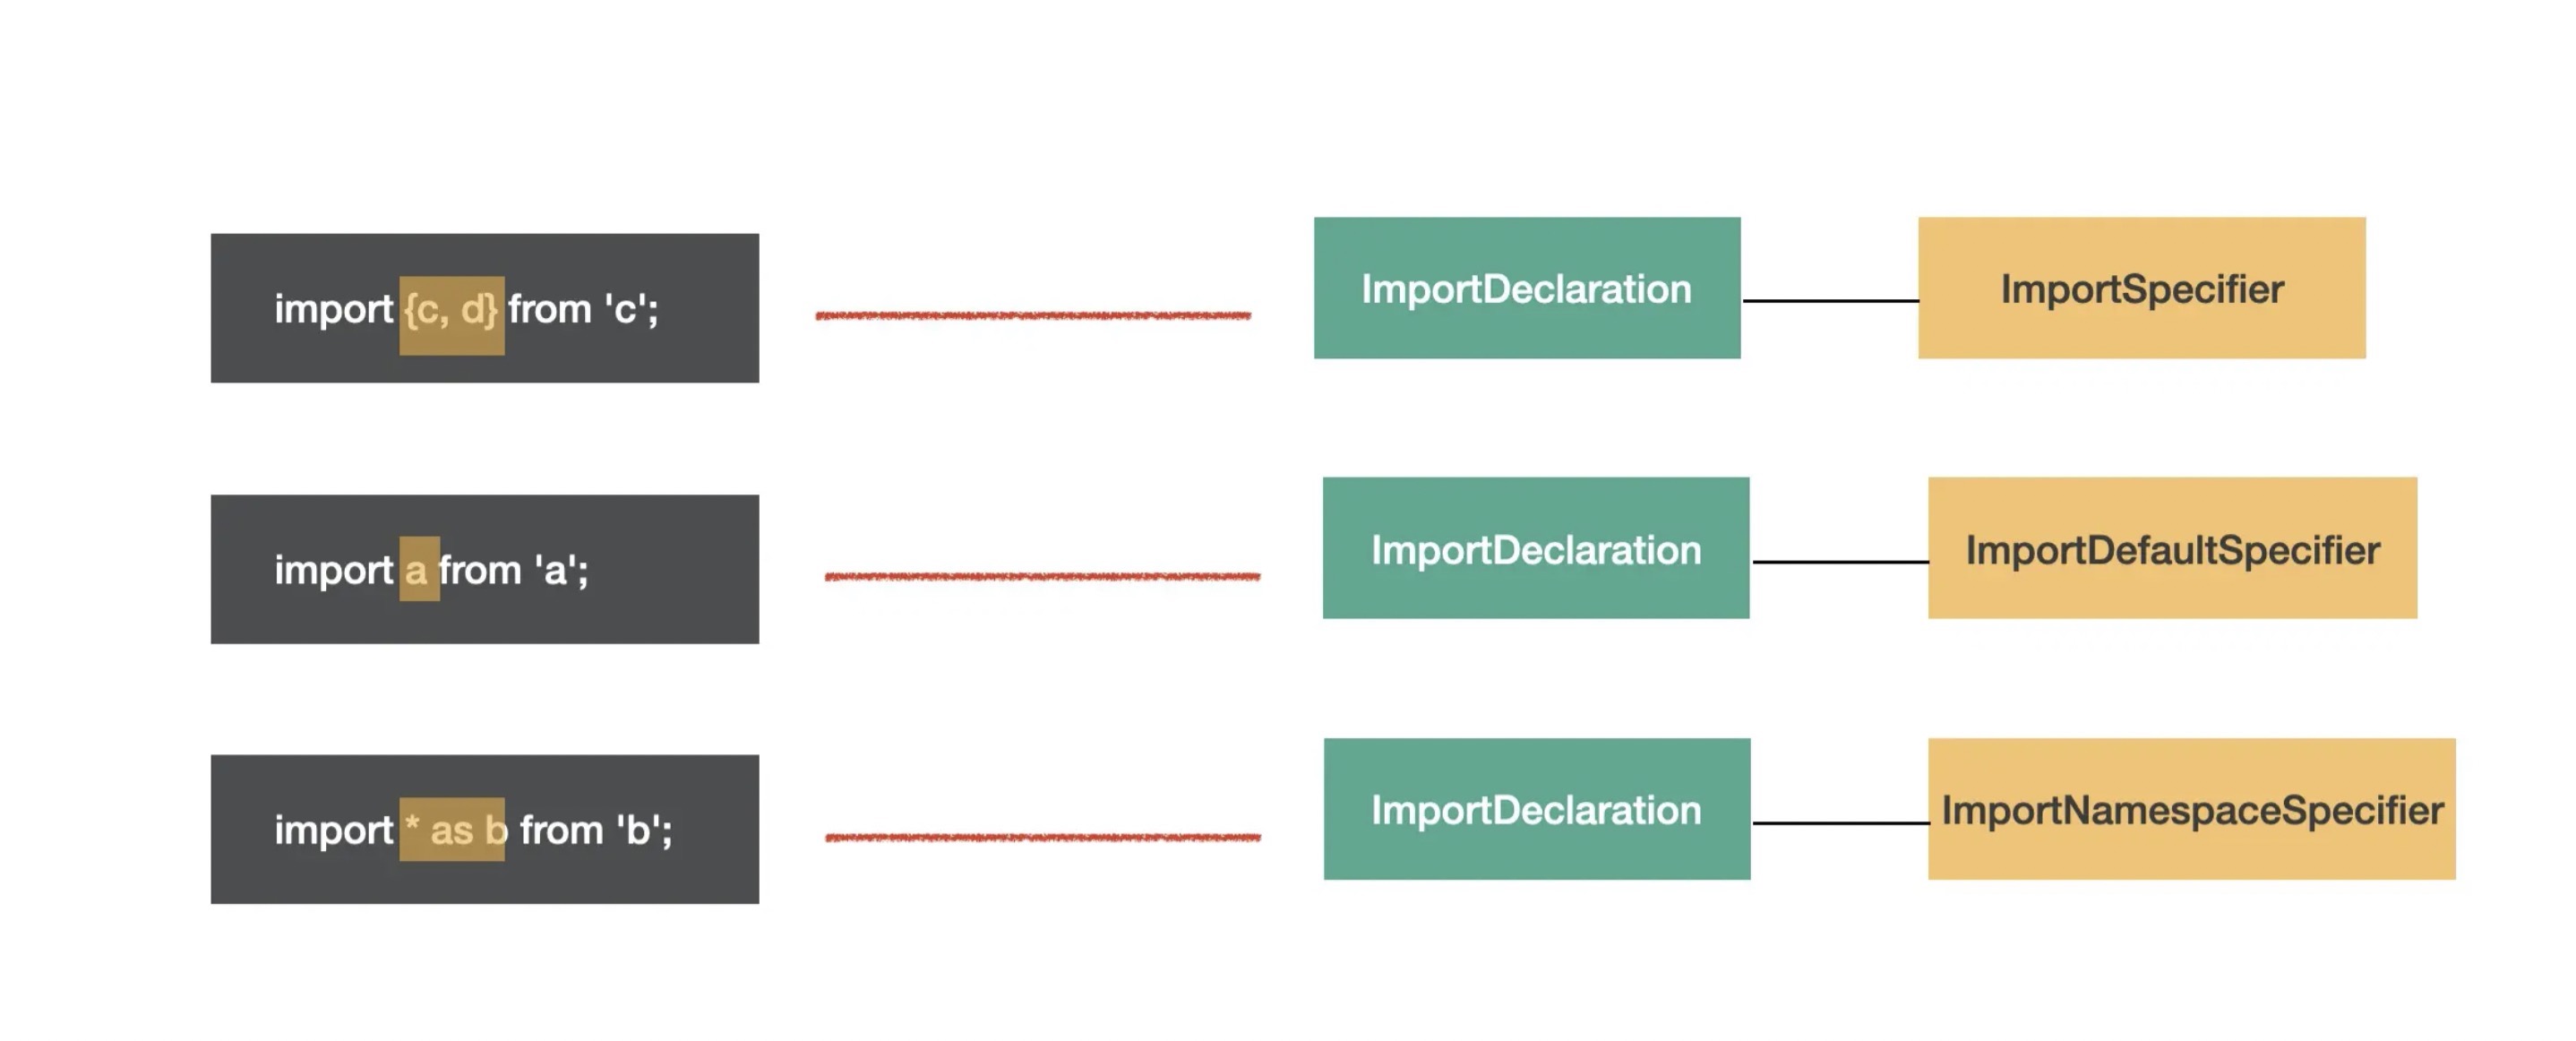 import {c, d} from 'c';
ImportDeclaration
ImportSpecifier
import a from 'a';
ImportDeclaration
ImportDefaultSpecifier
import * as b from 'b';
ImportDeclaration
ImportNamespaceSpecifier